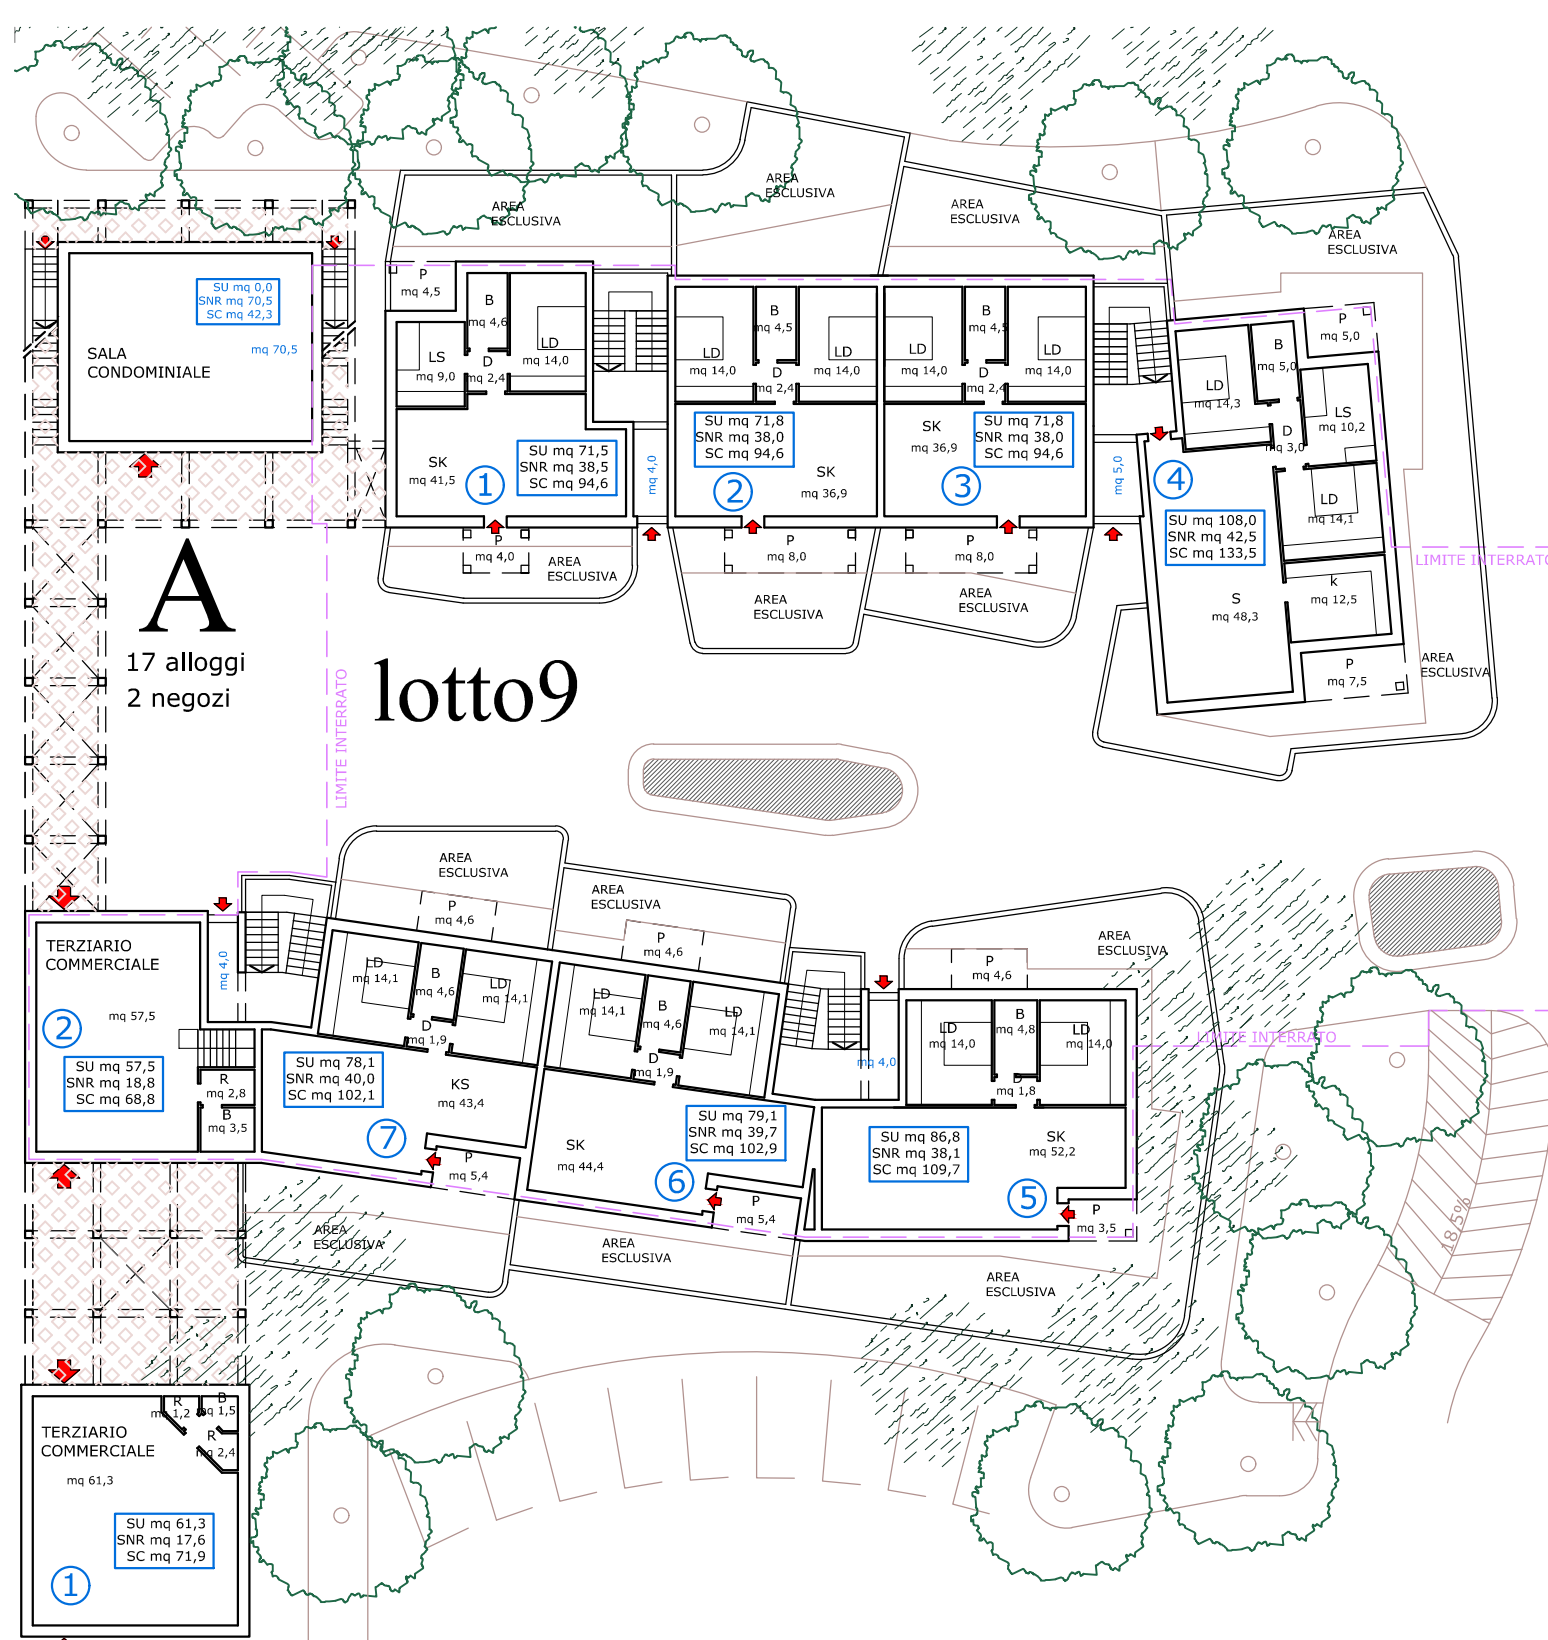 AREA
ESCLUSIVA
AREA
ESCLUSIVA
AREA
ESCLUSIVA
AREA
ESCLUSIVA
SU mq 0,0
SNR mq 70,5
SC mq 42,3
mq 70,5
SALA
CONDOMINIALE
P
mq 4,5
B
mq 4,6
LD
mq 14,0
LS
mq 9,0
D
mq 2,4
SK
mq 41,5
1
SU mq 71,5
SNR mq 38,5
SC mq 94,6
mq 4,0
P
mq 4,0
AREA
ESCLUSIVA
LD
mq 14,0
B
mq 4,5
LD
mq 14,0
D
mq 2,4
SU mq 71,8
SNR mq 38,0
SC mq 94,6
2
SK
mq 36,9
P
mq 8,0
AREA
ESCLUSIVA
LD
mq 14,0
B
mq 4,5
LD
mq 14,0
D
mq 2,4
SK
mq 36,9
SU mq 71,8
SNR mq 38,0
SC mq 94,6
3
P
mq 8,0
AREA
ESCLUSIVA
mq 5,0
P
mq 5,0
B
mq 5,0
LD
mq 14,3
LS
mq 10,2
D
mq 3,0
4
LD
mq 14,1
SU mq 108,0
SNR mq 42,5
SC mq 133,5
k
mq 12,5
S
mq 48,3
P
mq 7,5
AREA
ESCLUSIVA
LIMITE INTERRATO
A
17 alloggi
2 negozi
lotto9
LIMITE INTERRATO
AREA
ESCLUSIVA
AREA
ESCLUSIVA
AREA
ESCLUSIVA
P
mq 4,6
P
mq 4,6
P
mq 4,6
TERZIARIO
COMMERCIALE
mq 57,5
2
SU mq 57,5
SNR mq 18,8
SC mq 68,8
R
mq 2,8
B
mq 3,5
mq 4,0
LD
mq 14,1
B
mq 4,6
LD
mq 14,1
D
mq 1,9
SU mq 78,1
SNR mq 40,0
SC mq 102,1
KS
mq 43,4
7
P
mq 5,4
LD
mq 14,1
B
mq 4,6
LD
mq 14,1
D
mq 1,9
SK
mq 44,4
SU mq 79,1
SNR mq 39,7
SC mq 102,9
6
P
mq 5,4
mq 4,0
LD
mq 14,0
B
mq 4,8
LD
mq 14,0
D
mq 1,8
SU mq 86,8
SNR mq 38,1
SC mq 109,7
SK
mq 52,2
5
P
mq 3,5
LIMITE INTERRATO
18.5%
AREA
ESCLUSIVA
AREA
ESCLUSIVA
AREA
ESCLUSIVA
R
mq 1,2
B
mq 1,5
R
mq 2,4
TERZIARIO
COMMERCIALE
mq 61,3
SU mq 61,3
SNR mq 17,6
SC mq 71,9
1